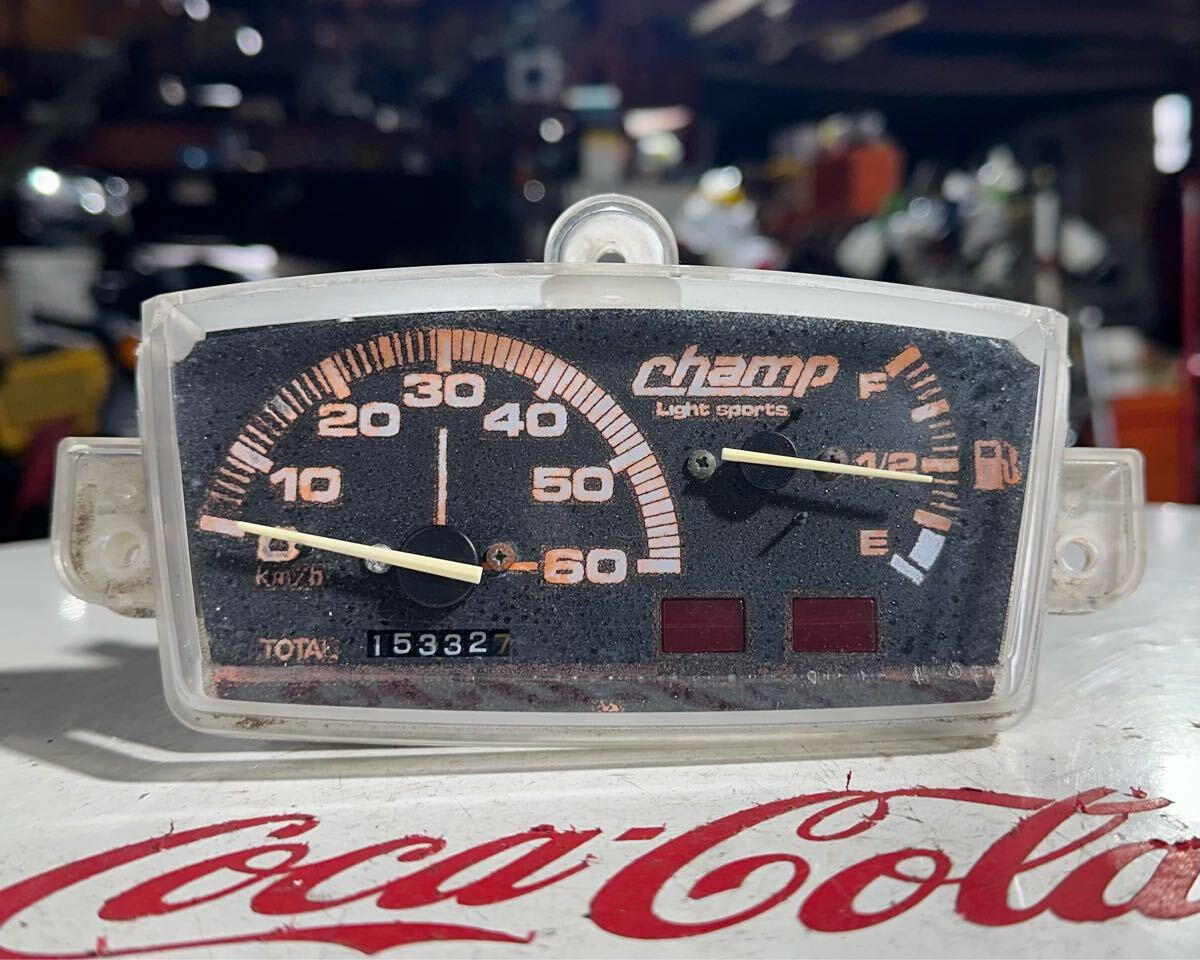 0
10
20
30
40
50
60
km/h
TOTAL 153327
champ
Light sports
F
1/2
E
Coca-Cola